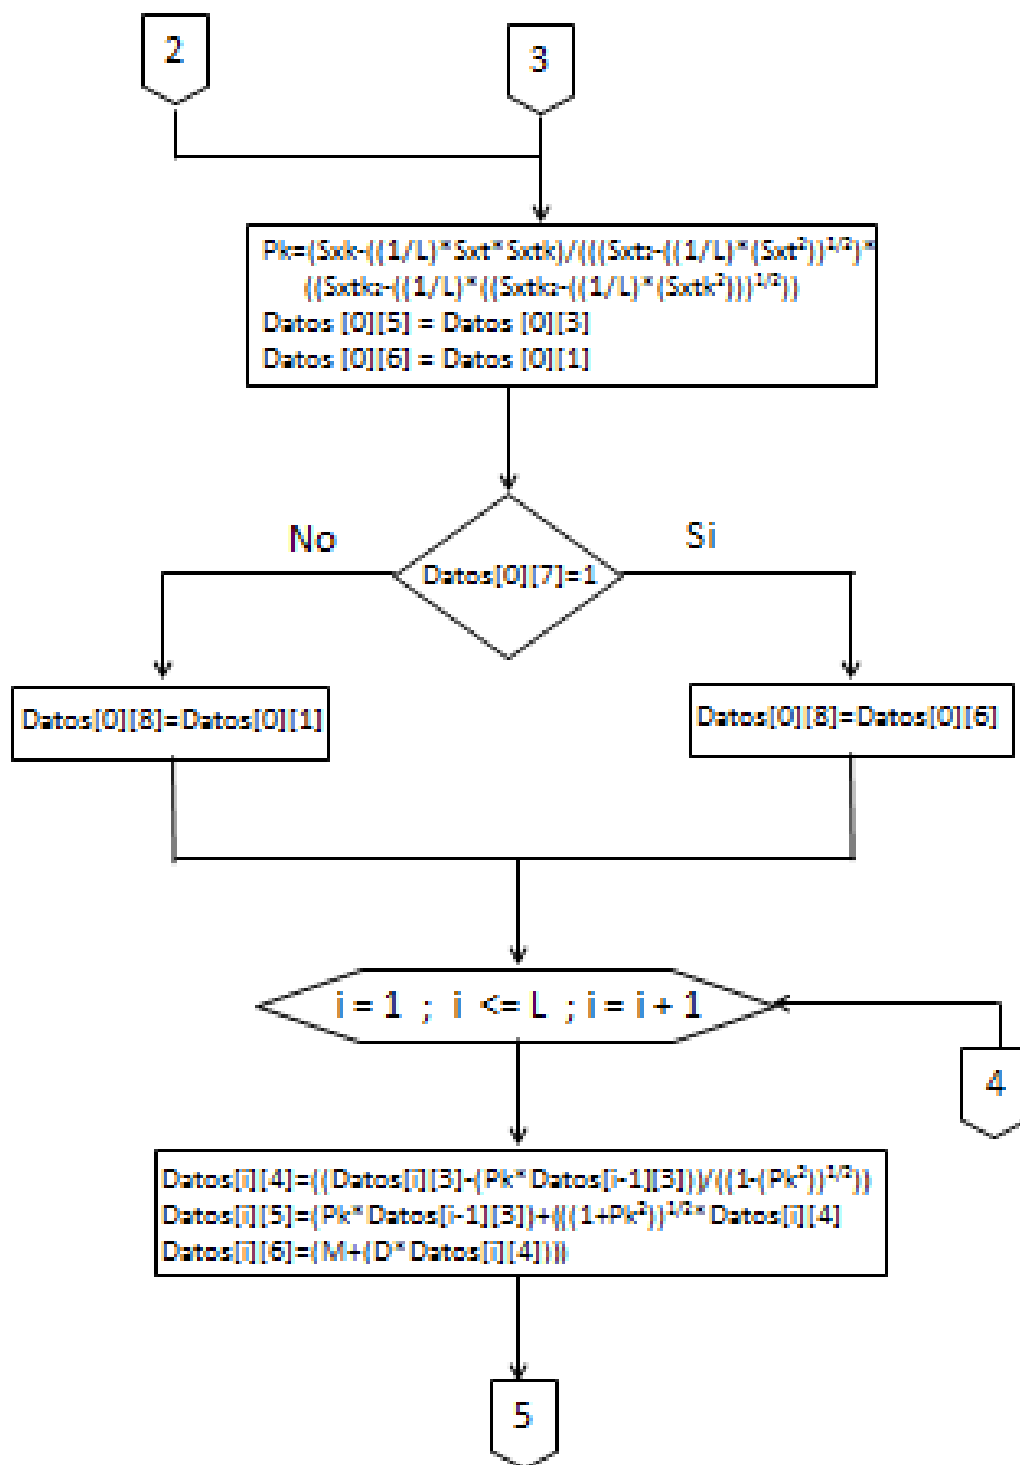 2
3
Pk=(Sxk-((1/L)*Sxt*Sxtk)/(((Sxt2-((1/L)*(Sxt²))¹/²)*
((Sxtk2-((1/L)*((Sxtk2-((1/L)*(Sxtk²)))¹/²))
Datos [0][5] = Datos [0][3]
Datos [0][6] = Datos [0][1]
No
Si
Datos[0][7]=1
Datos[0][8]=Datos[0][1]
Datos[0][8]=Datos[0][6]
i = 1 ; i <= L ; i = i + 1
4
Datos[i][4]=((Datos[i][3]-(Pk*Datos[i-1][3]))/((1-(Pk²))¹/²))
Datos[i][5]=(Pk*Datos[i-1][3])+(((1+Pk²))¹/²*Datos[i][4]
Datos[i][6]=(M+(D*Datos[i][4])))
5